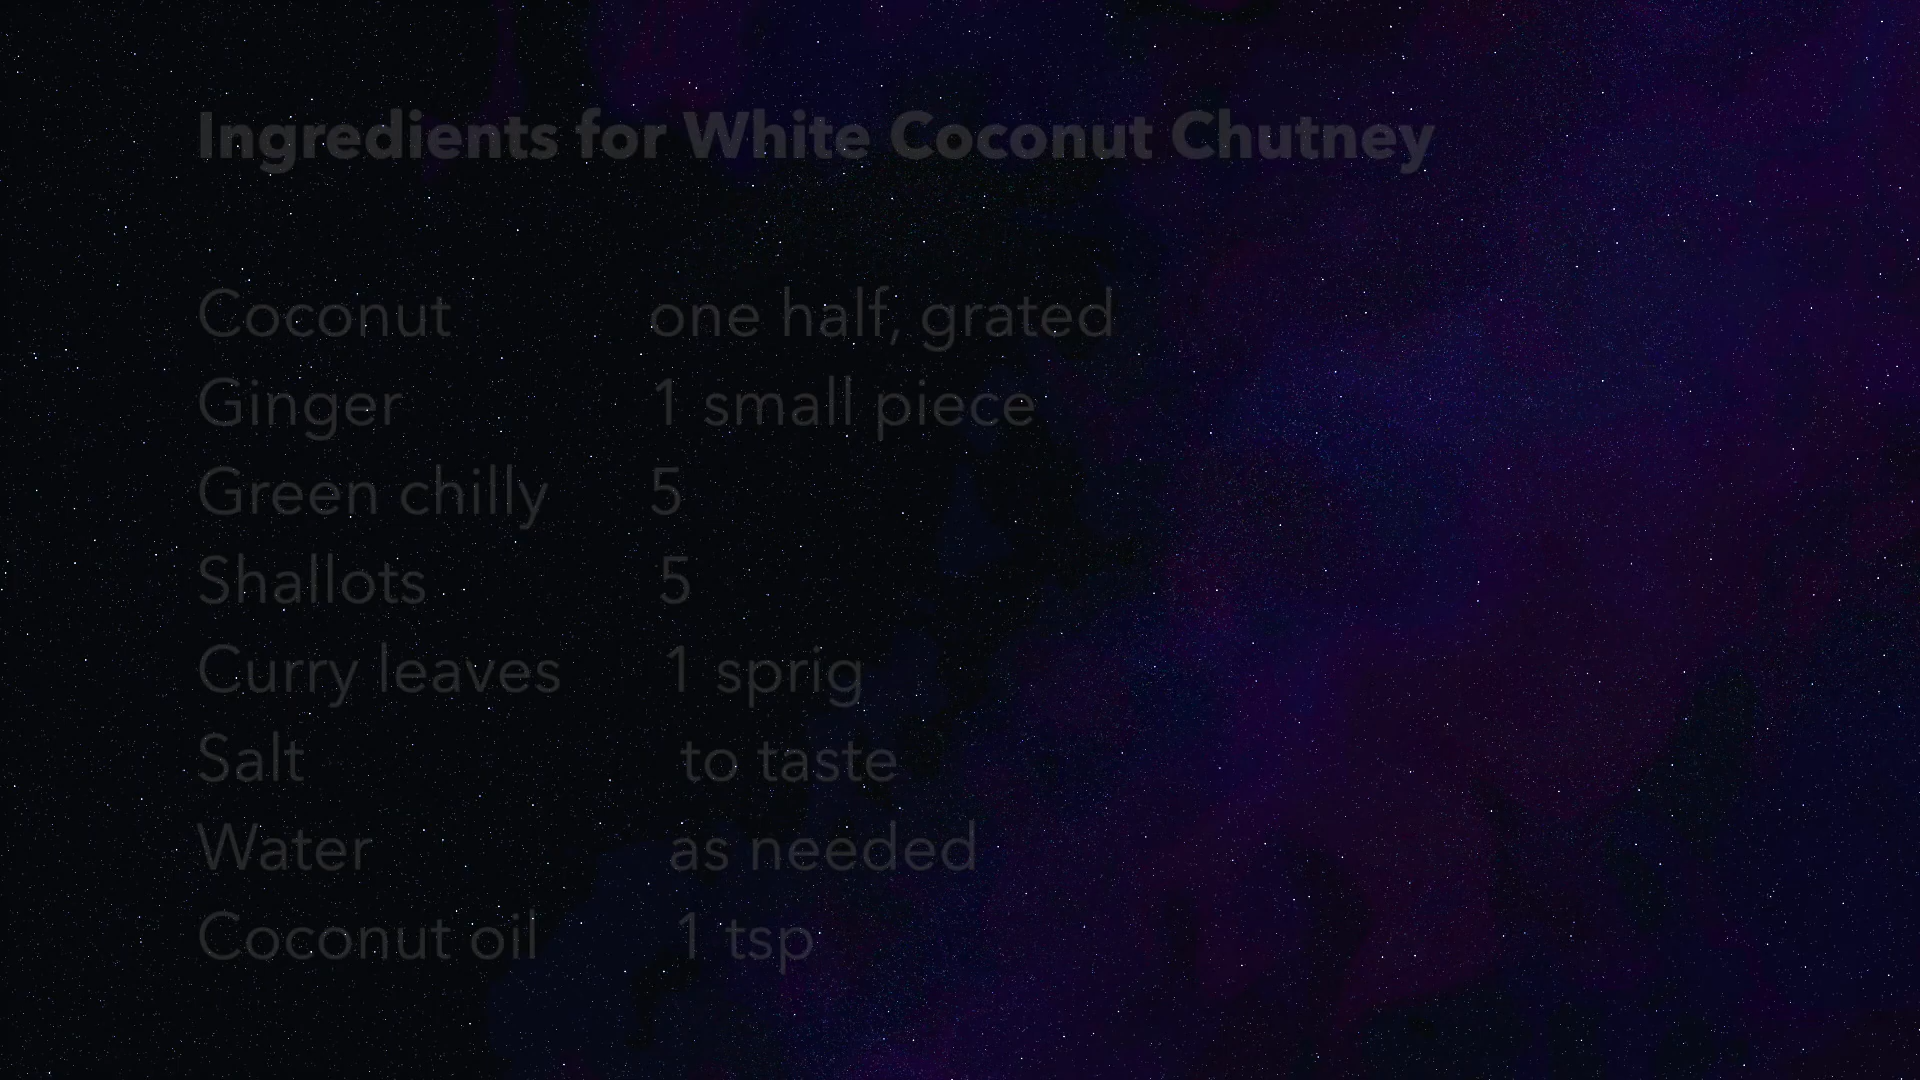 Ingredients for White Coconut Chutney
Coconut one half, grated
Ginger 1 small piece
Green chilly 5
Shallots 5
Curry leaves 1 sprig
Salt to taste
Water as needed
Coconut oil 1 tsp